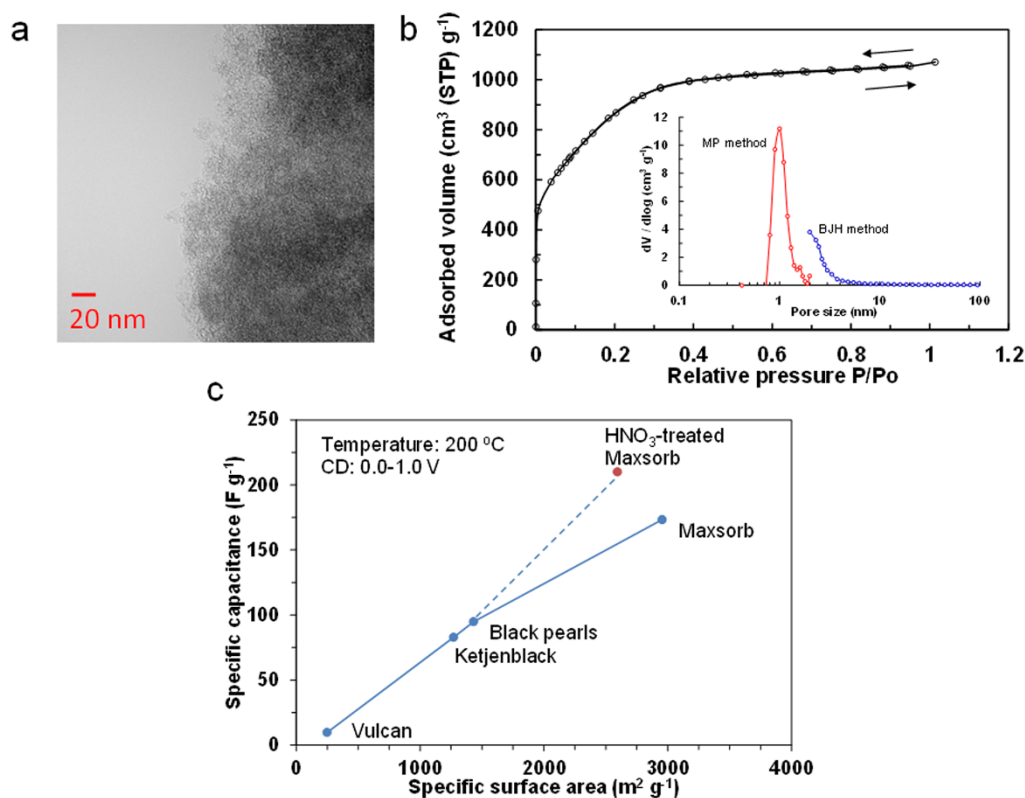 a
20 nm
b
Adsorbed volume (cm³ (STP) g⁻¹)
1200
1000
800
600
400
200
0
0
0.2
0.4
0.6
0.8
1
1.2
Relative pressure P/Po
dV / dlog (cm³ g⁻¹)
12
10
8
6
4
2
0
MP method
BJH method
0.1
1
10
100
Pore size (nm)
c
Specific capacitance (F g⁻¹)
250
200
150
100
50
0
Temperature: 200 ºC
CD: 0.0-1.0 V
HNO₃-treated
Maxsorb
Maxsorb
Black pearls
Ketjenblack
Vulcan
0
1000
2000
3000
4000
Specific surface area (m² g⁻¹)